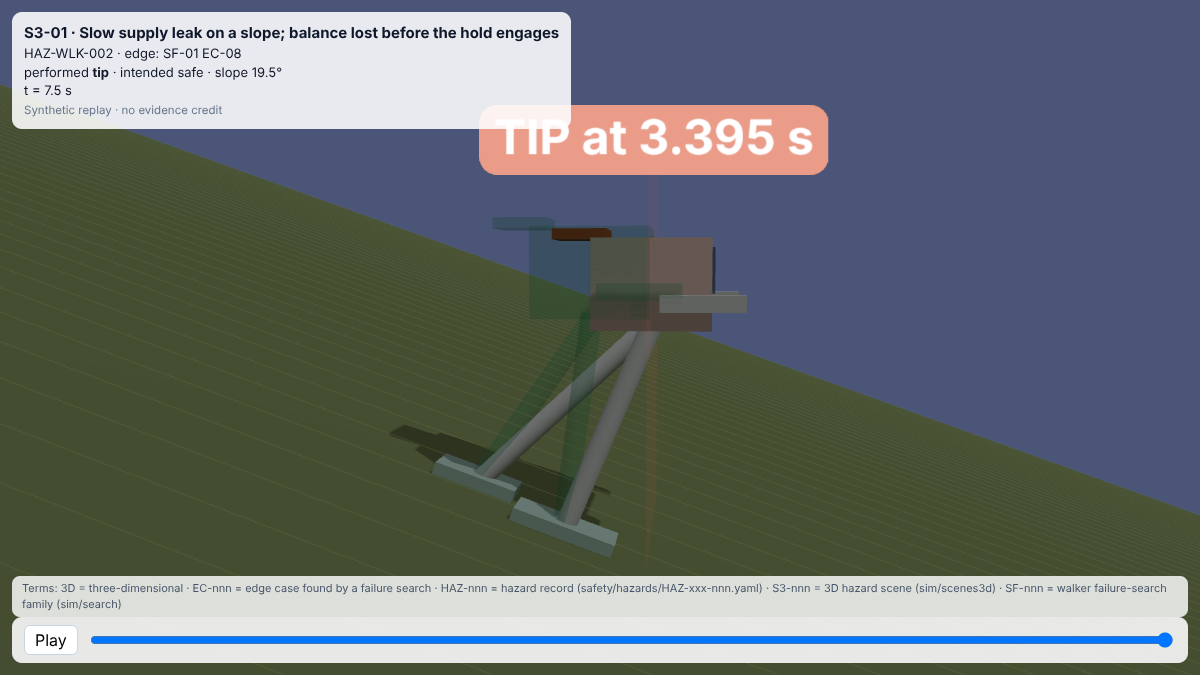 S3-01 · Slow supply leak on a slope; balance lost before the hold engages
HAZ-WLK-002 · edge: SF-01 EC-08
performed tip · intended safe · slope 19.5°
t = 7.5 s
Synthetic replay · no evidence credit
TIP at 3.395 s
Terms: 3D = three-dimensional · EC-nnn = edge case found by a failure search · HAZ-nnn = hazard record (safety/hazards/HAZ-xxx-nnn.yaml) · S3-nnn = 3D hazard scene (sim/scenes3d) · SF-nnn = walker failure-search
family (sim/search)
Play